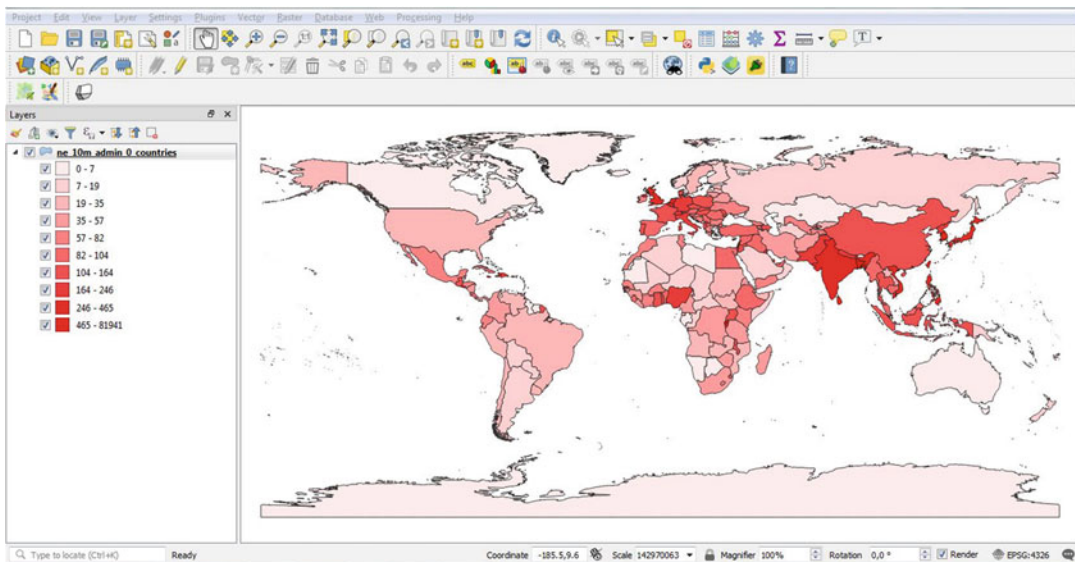 Project Edit View Layer Settings Plugins Vector Raster Database Web Processing Help
Layers
ne_10m_admin_0_countries
0 - 7
7 - 19
19 - 35
35 - 57
57 - 82
82 - 104
104 - 164
164 - 246
246 - 465
465 - 81941
Type to locate (Ctrl+K) Ready Coordinate -185.5,9.6 Scale 142970063 Magnifier 100% Rotation 0,0 ° Render EPSG:4326